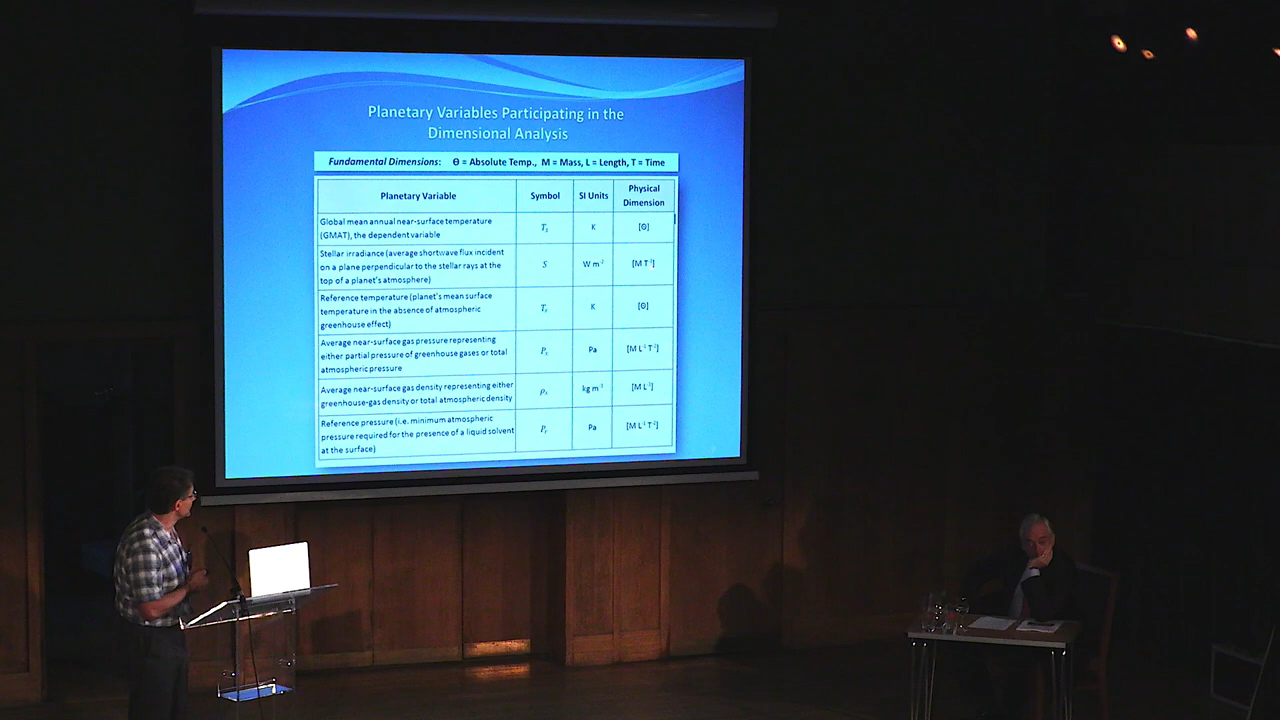 Planetary Variables Participating in the
Dimensional Analysis
Fundamental Dimensions: Θ = Absolute Temp., M = Mass, L = Length, T = Time
Planetary Variable Symbol SI Units Physical Dimension
Global mean annual near-surface temperature
(GMAT), the dependent variable
Tₛ K [Θ]
Stellar irradiance (average shortwave flux incident
on a plane perpendicular to the stellar rays at the
top of a planet's atmosphere)
S W m⁻² [M T⁻³]
Reference temperature (planet's mean surface
temperature in the absence of atmospheric
greenhouse effect)
Tᵣ K [Θ]
Average near-surface gas pressure representing
either partial pressure of greenhouse gases or total
atmospheric pressure
Pₛ Pa [M L⁻¹ T⁻²]
Average near-surface gas density representing either
greenhouse-gas density or total atmospheric density
ρₛ kg m⁻³ [M L⁻³]
Reference pressure (i.e. minimum atmospheric
pressure required for the presence of a liquid solvent
at the surface)
Pᵣ Pa [M L⁻¹ T⁻²]